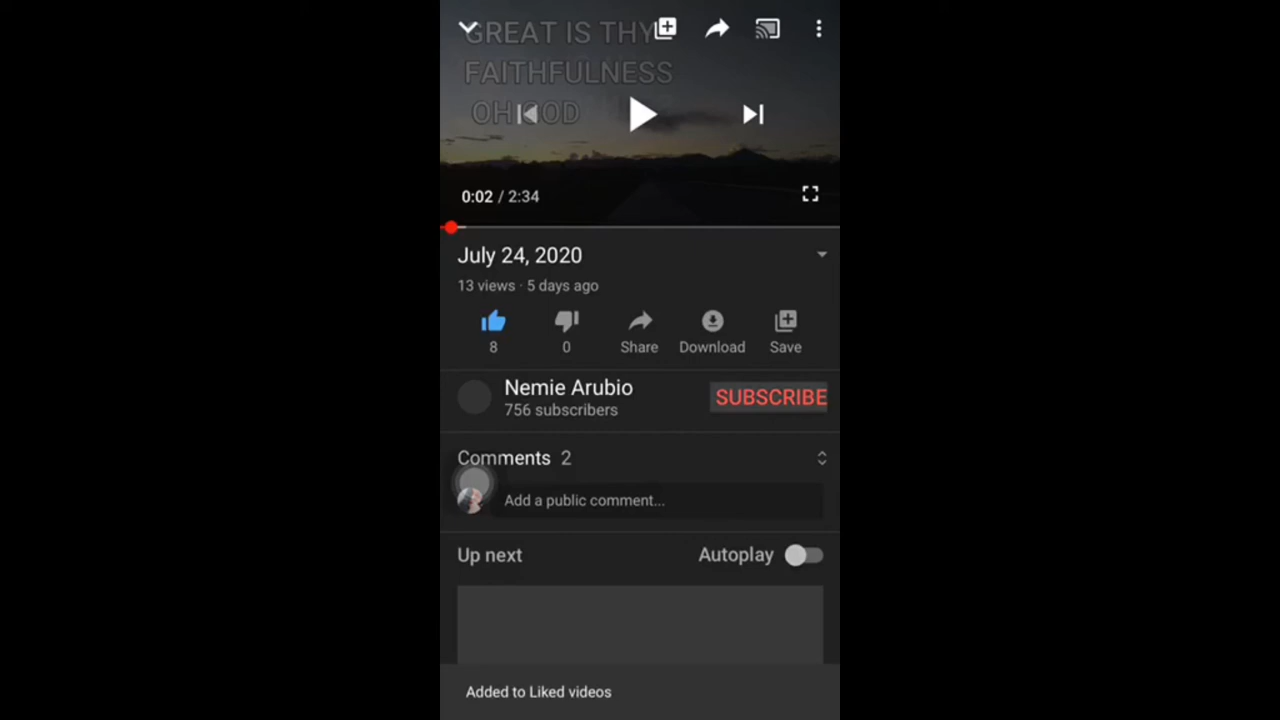 GREAT IS THY
FAITHFULNESS
OH GOD
0:02 / 2:34
July 24, 2020
13 views · 5 days ago
8
0
Share
Download
Save
Nemie Arubio
756 subscribers
SUBSCRIBE
Comments 2
Add a public comment...
Up next
Autoplay
Added to Liked videos